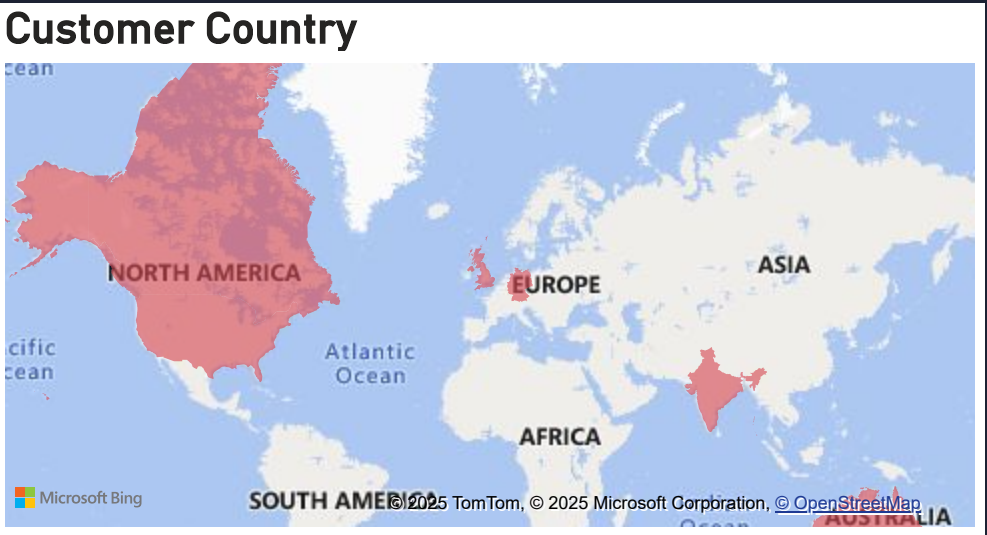 Customer Country
cean
NORTH AMERICA
EUROPE
ASIA
cific
cean
Atlantic
Ocean
AFRICA
Microsoft Bing
SOUTH AMERICA
© 2025 TomTom, © 2025 Microsoft Corporation, © OpenStreetMap
AUSTRALIA
Ocean